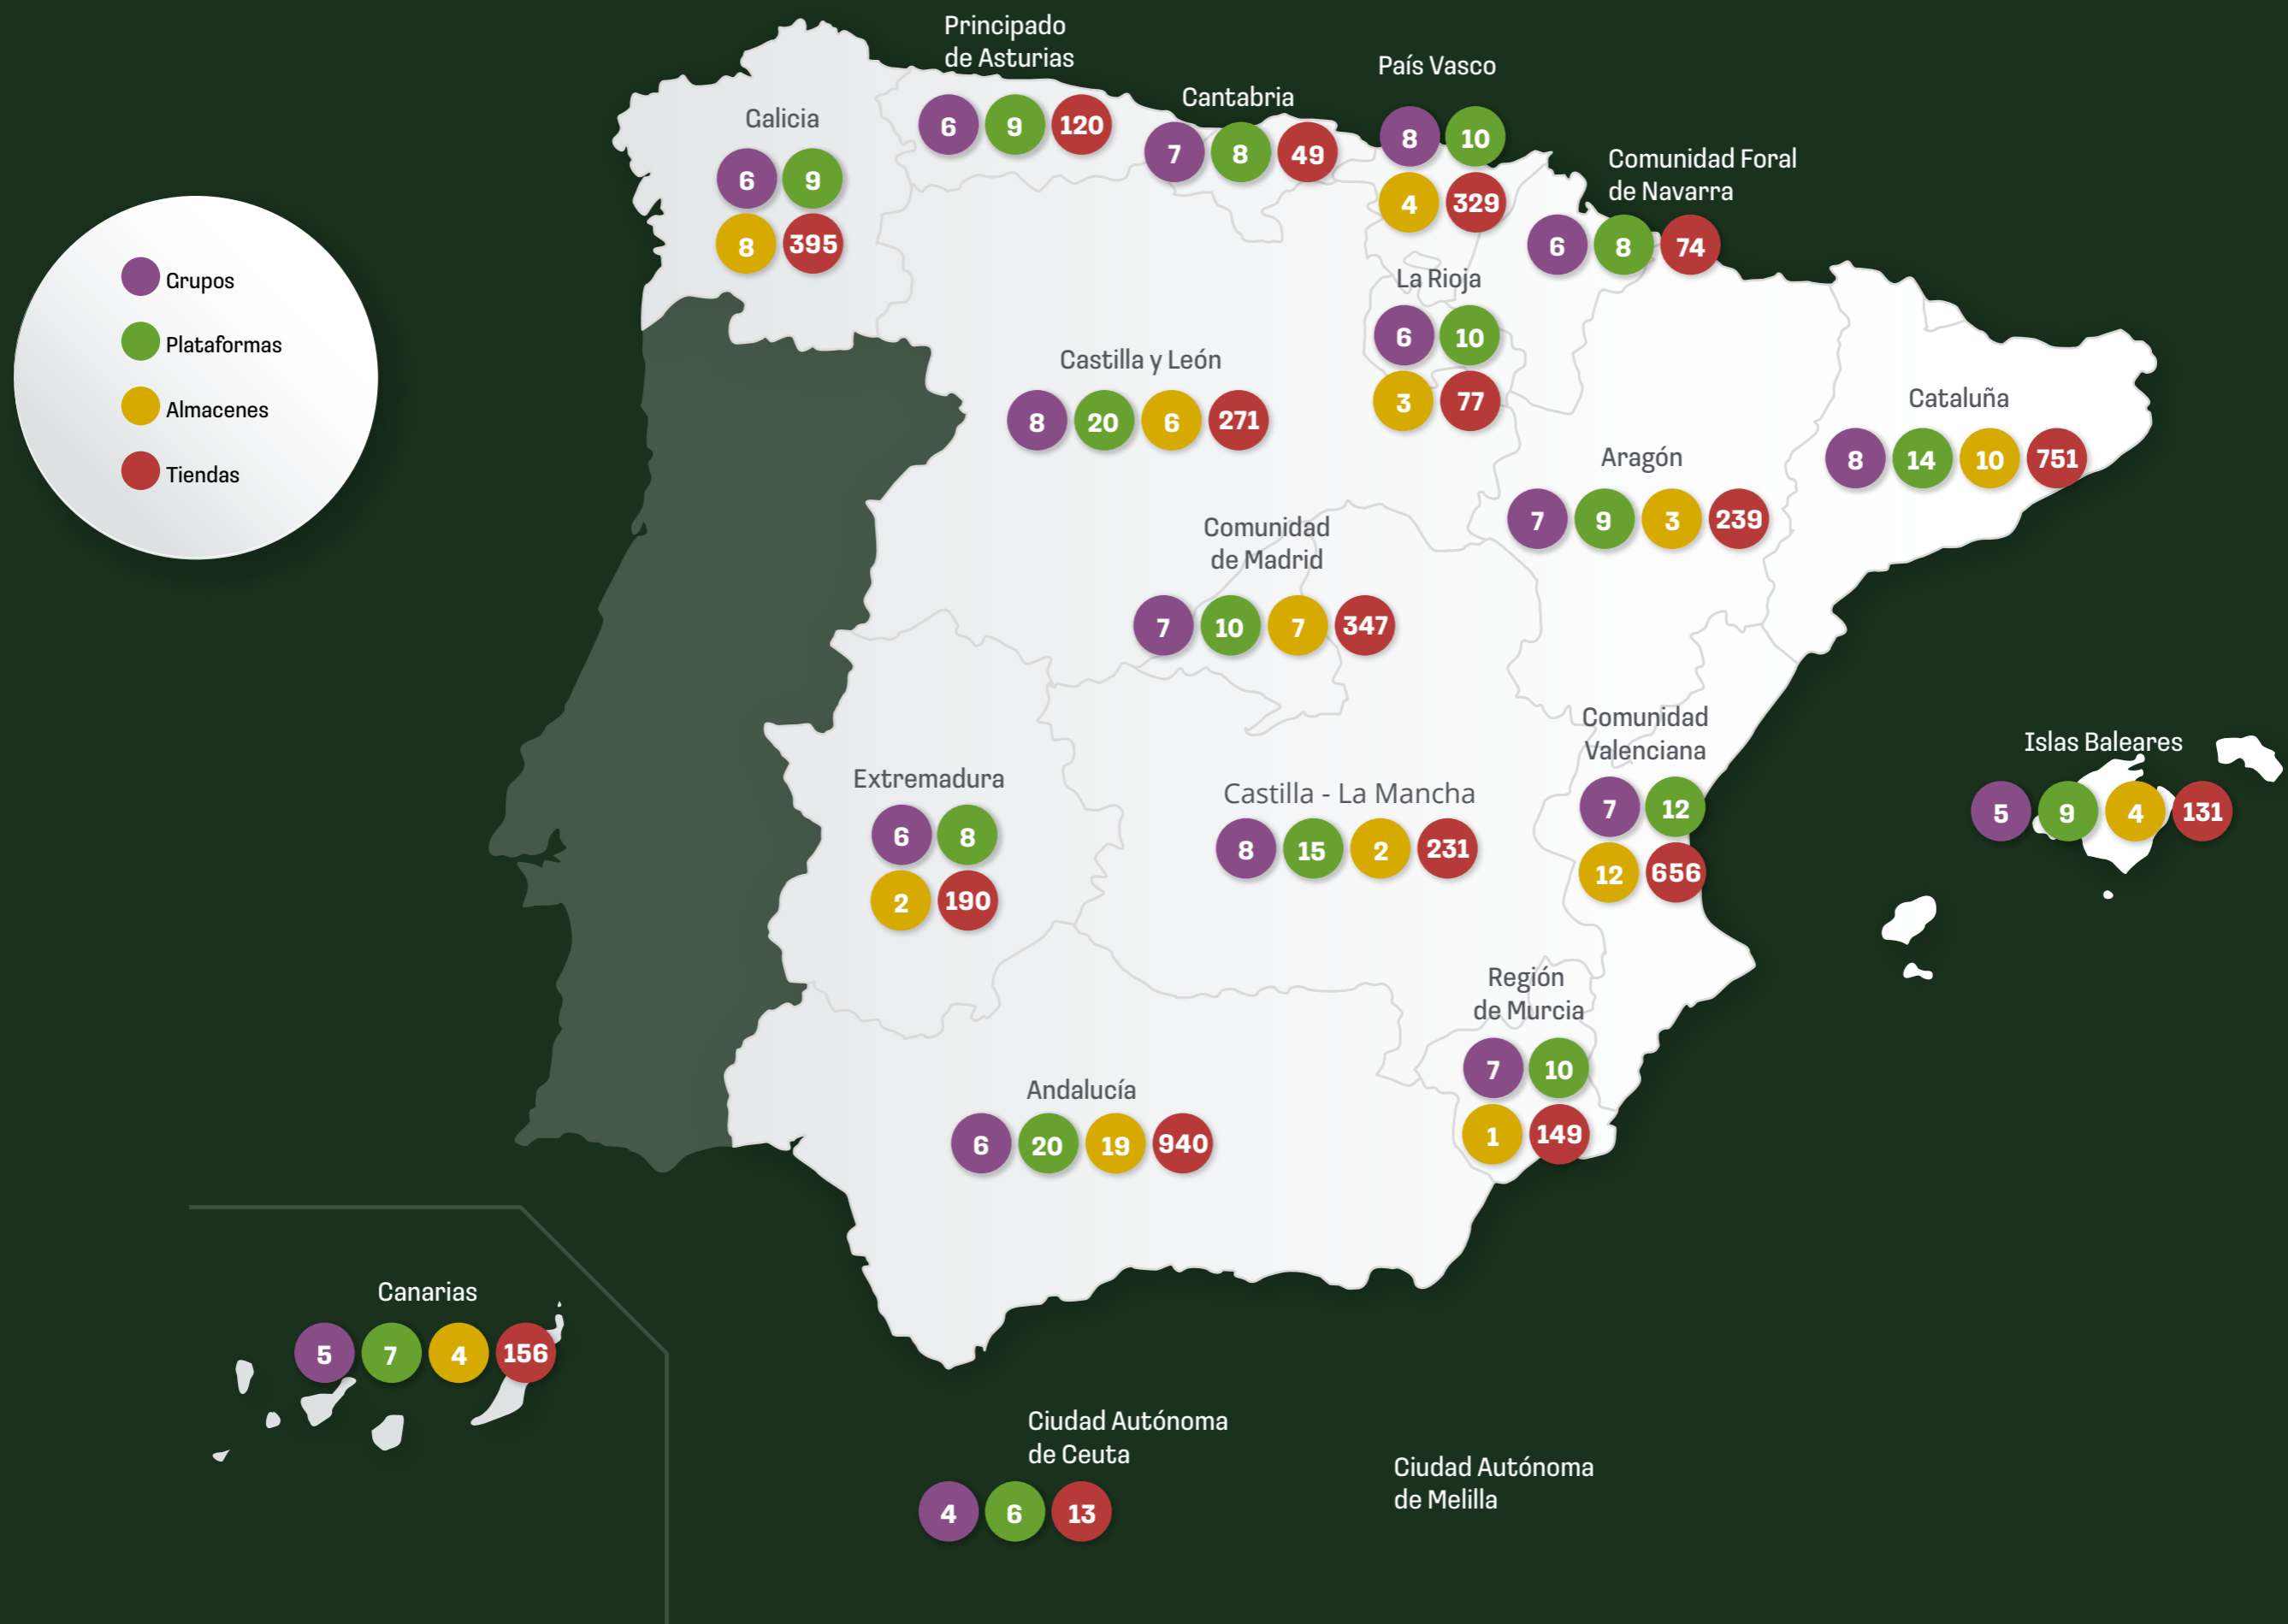 Principado
de Asturias
6 9 120
Cantabria
7 8 49
País Vasco
8 10
4 329
Comunidad Foral
de Navarra
6 8 74
Galicia
6 9
8 395
Grupos
Plataformas
Almacenes
Tiendas
La Rioja
6 10
3 77
Castilla y León
8 20 6 271
Cataluña
8 14 10 751
Aragón
7 9 3 239
Comunidad
de Madrid
7 10 7 347
Comunidad
Valenciana
7 12
12 656
Islas Baleares
5 9 4 131
Extremadura
6 8
2 190
Castilla - La Mancha
8 15 2 231
Región
de Murcia
7 10
1 149
Andalucía
6 20 19 940
Canarias
5 7 4 156
Ciudad Autónoma
de Ceuta
4 6 13
Ciudad Autónoma
de Melilla